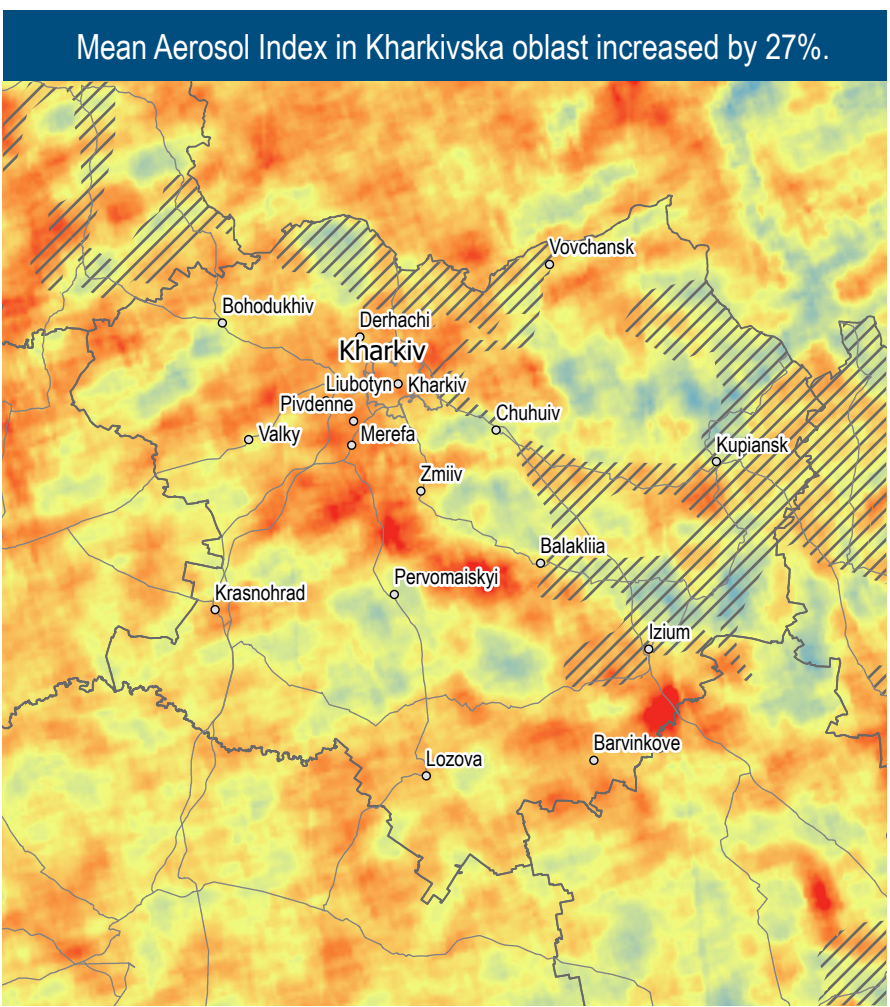 Mean Aerosol Index in Kharkivska oblast increased by 27%.
Vovchansk
Bohodukhiv
Derhachi
Kharkiv
Liubotyn
Kharkiv
Pivdenne
Chuhuiv
Valky
Merefa
Kupiansk
Zmiiv
Balakliia
Krasnohrad
Pervomaiskyi
Izium
Barvinkove
Lozova